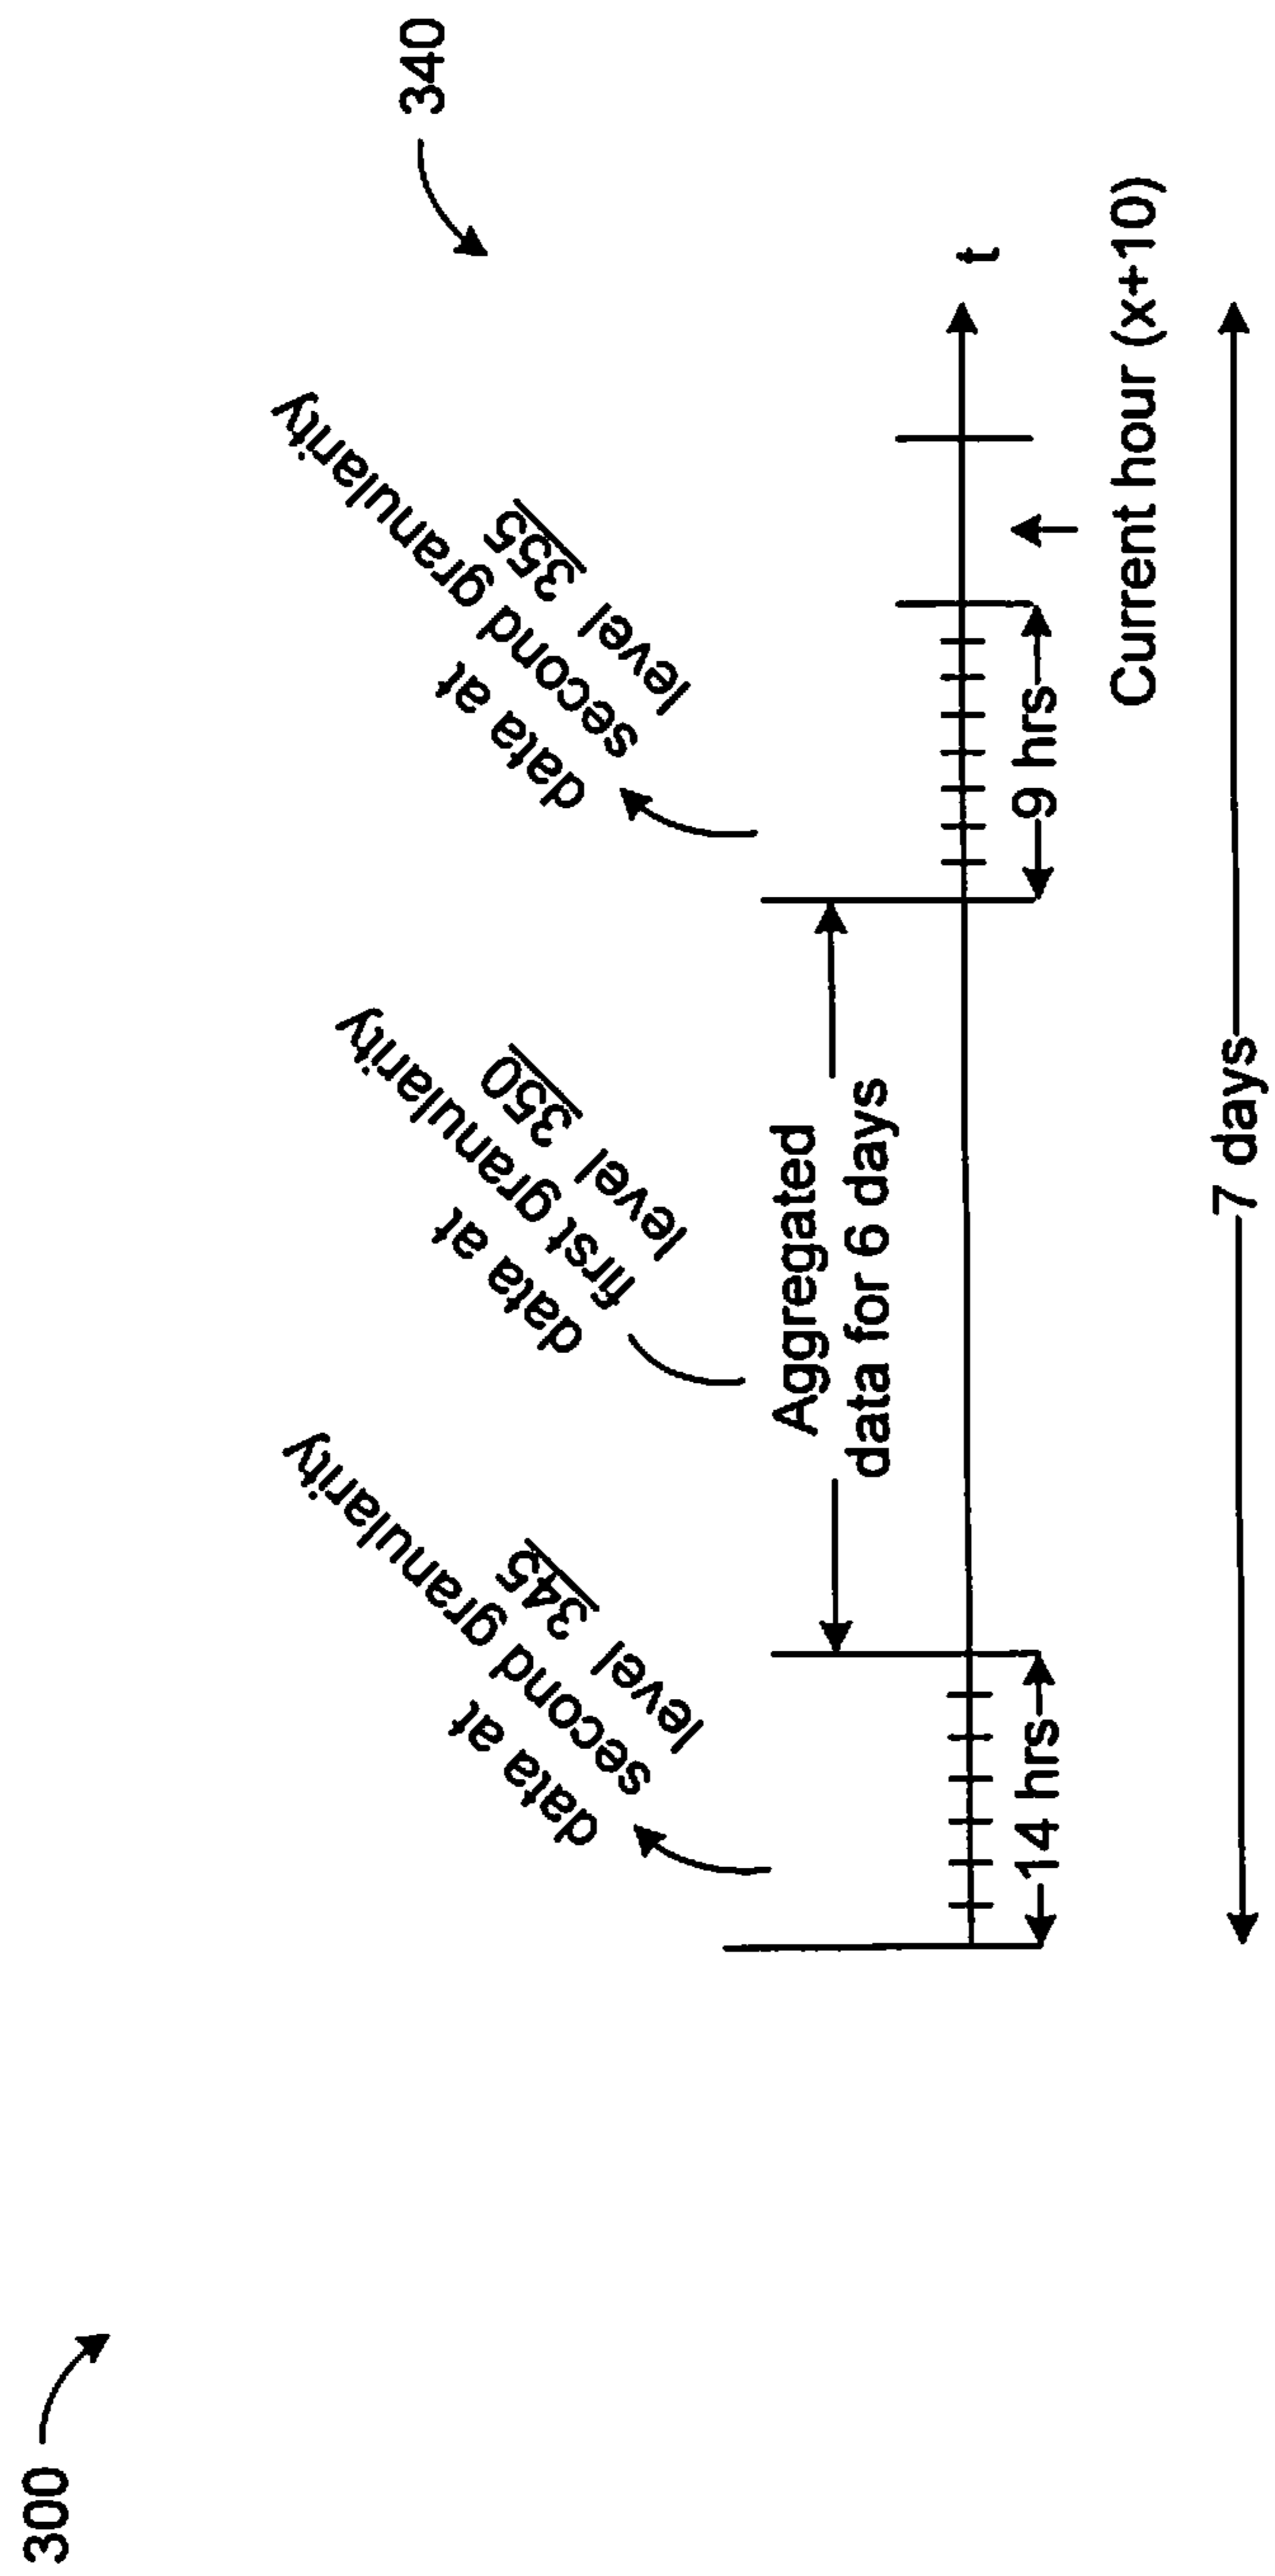 300
340
data at
second granularity
level 345
data at
first granularity
level 350
data at
second granularity
level 355
Aggregated
data for 6 days
t
14 hrs
9 hrs
Current hour (x+10)
7 days